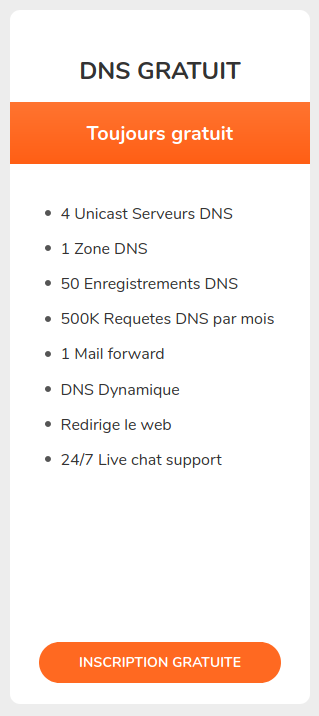 DNS GRATUIT
Toujours gratuit
4 Unicast Serveurs DNS
1 Zone DNS
50 Enregistrements DNS
500K Requetes DNS par mois
1 Mail forward
DNS Dynamique
Redirige le web
24/7 Live chat support
INSCRIPTION GRATUITE